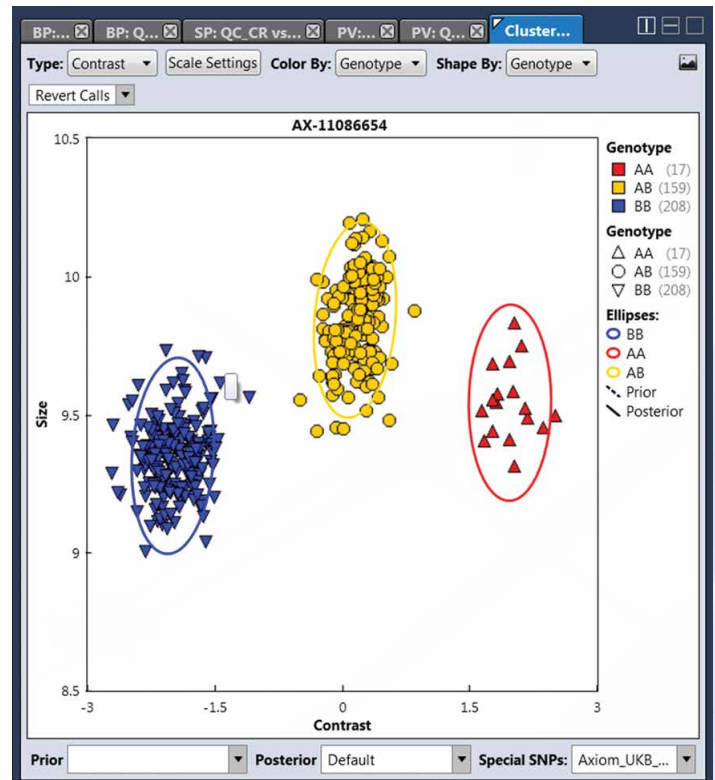 BP:... BP: Q... SP: QC_CR vs... PV:... PV: Q... Cluster...
Type: Contrast Scale Settings Color By: Genotype Shape By: Genotype
Revert Calls
AX-11086654
10.5
10
9.5
9
8.5
Size
-3 -1.5 0 1.5 3
Contrast
Genotype
AA (17)
AB (159)
BB (208)
Genotype
AA (17)
AB (159)
BB (208)
Ellipses:
BB
AA
AB
Prior
Posterior
Prior Posterior Default Special SNPs: Axiom_UKB_...